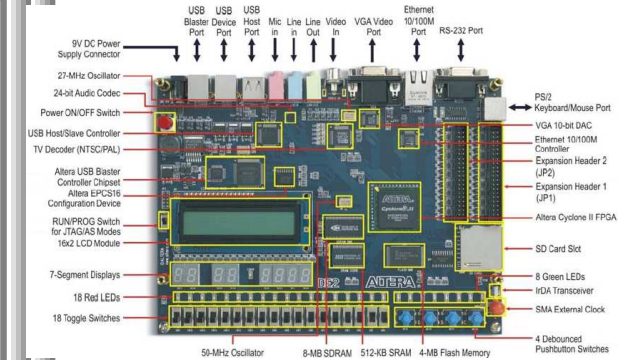 USB Blaster Port
USB Device Port
USB Host Port
Mic in
Line in
Line Out
Video In
VGA Video Port
Ethernet 10/100M Port
RS-232 Port
9V DC Power Supply Connector
27-MHz Oscillator
24-bit Audio Codec
Power ON/OFF Switch
USB Host/Slave Controller
TV Decoder (NTSC/PAL)
Altera USB Blaster Controller Chipset
Altera EPCS16 Configuration Device
RUN/PROG Switch for JTAG/AS Modes
16x2 LCD Module
7-Segment Displays
18 Red LEDs
18 Toggle Switches
PS/2 Keyboard/Mouse Port
VGA 10-bit DAC
Ethernet 10/100M Controller
Expansion Header 2 (JP2)
Expansion Header 1 (JP1)
Altera Cyclone II FPGA
SD Card Slot
8 Green LEDs
IrDA Transceiver
SMA External Clock
4 Debounced Pushbutton Switches
50-MHz Oscillator
8-MB SDRAM
512-KB SRAM
4-MB Flash Memory
ALTERA
Cyclone II
DE2
ALTERA